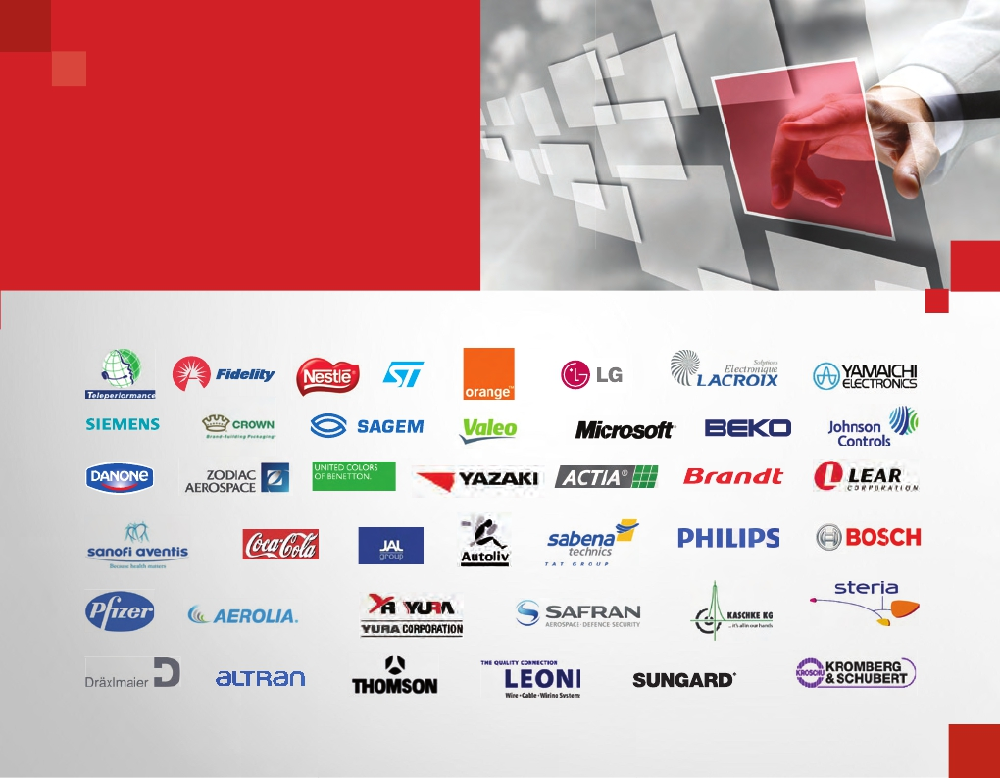 Teleperformance
Fidelity
Nestlé
ST
orange™
LG
Solutions
Electronique
LACROIX
YAMAICHI
ELECTRONICS
SIEMENS
CROWN
Brand-Building Packaging™
SAGEM
Valeo
Microsoft®
BEKO
Johnson
Controls
DANONE
ZODIAC
AEROSPACE
UNITED COLORS
OF BENETTON.
YAZAKI
ACTIA®
Brandt
L LEAR
CORPORATION
sanofi aventis
Because health matters
Coca-Cola
JAL
group
Autoliv
sabena
technics
TAT GROUP
PHILIPS
BOSCH
Pfizer
AEROLIA.
YR YURA
YURA CORPORATION
SAFRAN
AEROSPACE·DEFENCE SECURITY
KASCHKE KG
...it's all in our hands
steria
Dräxlmaier D
altran
THOMSON
THE QUALITY CONNECTION
LEONI
Wire · Cable · Wiring Systems
SUNGARD®
KROSCHU
KROMBERG
& SCHUBERT